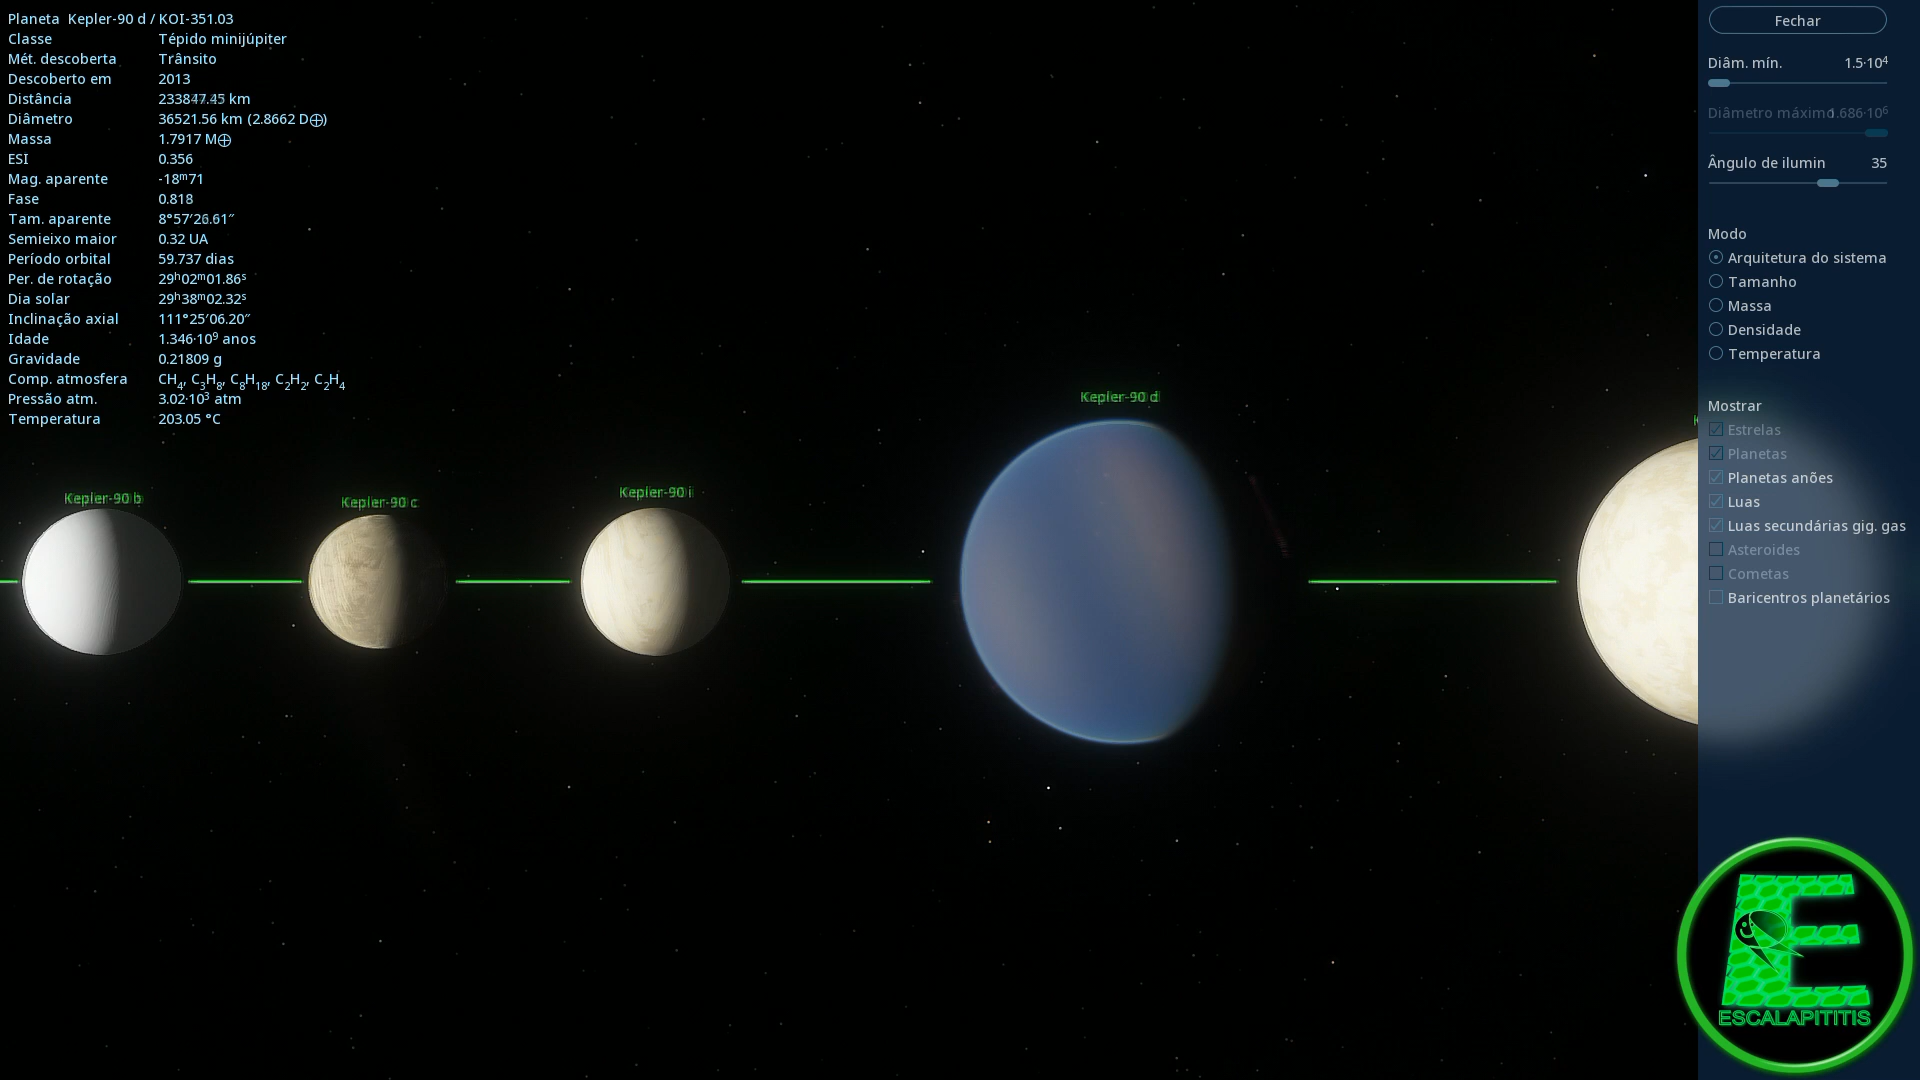 Planeta Kepler-90 d / KOI-351.03
Classe Tépido minijúpiter
Mét. descoberta Trânsito
Descoberto em 2013
Distância km
Diâmetro 36521.56 km (2.8662 D⊕)
Massa 1.7917 M⊕
ESI 0.356
Mag. aparente -18ᵐ71
Fase 0.818
Tam. aparente 8°57′26.61″
Semieixo maior 0.32 UA
Período orbital 59.737 dias
Per. de rotação 29ʰ02ᵐ01.86ˢ
Dia solar 29ʰ38ᵐ02.32ˢ
Inclinação axial 111°25′06.20″
Idade 1.346·10⁹ anos
Gravidade 0.21809 g
Comp. atmosfera CH₄, C₃H₈, C₈H₁₈, C₂H₂, C₂H₄
Pressão atm. 3.02·10³ atm
Temperatura 203.05 °C
Kepler-90 b
Kepler-90 c
Kepler-90 i
Kepler-90 d
K
Fechar
Diâm. mín. 1.5·10⁴
Diâmetro máximo 1.686·10⁶
Ângulo de ilumin 35
Modo
Arquitetura do sistema
Tamanho
Massa
Densidade
Temperatura
Mostrar
Estrelas
Planetas
Planetas anões
Luas
Luas secundárias gig. gas
Asteroides
Cometas
Baricentros planetários
E
ESCALAPITITIS